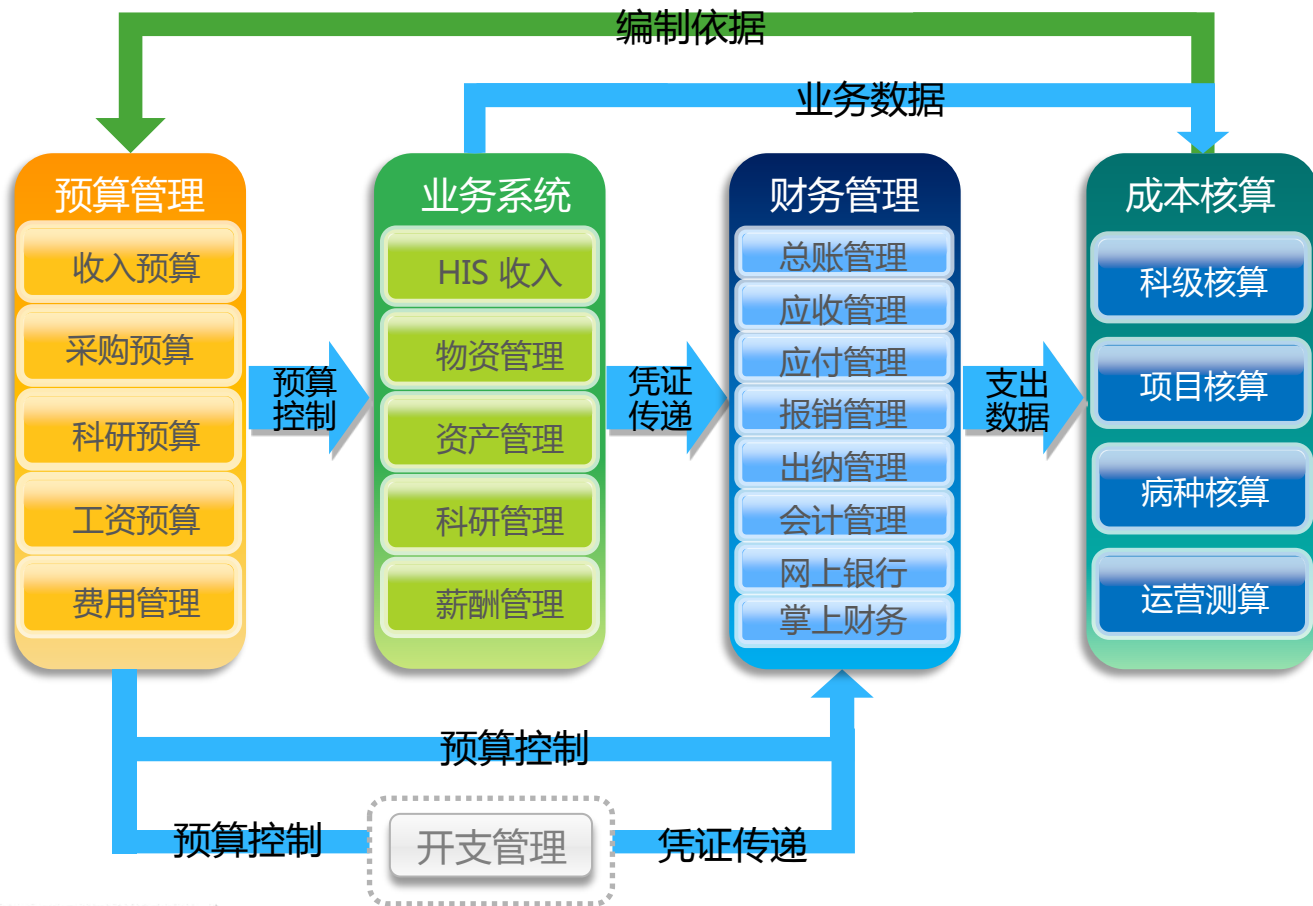 编制依据
业务数据
预算管理
收入预算
采购预算
科研预算
工资预算
费用管理
预算
控制
业务系统
HIS 收入
物资管理
资产管理
科研管理
薪酬管理
凭证
传递
财务管理
总账管理
应收管理
应付管理
报销管理
出纳管理
会计管理
网上银行
掌上财务
支出
数据
成本核算
科级核算
项目核算
病种核算
运营测算
预算控制
预算控制
开支管理
凭证传递